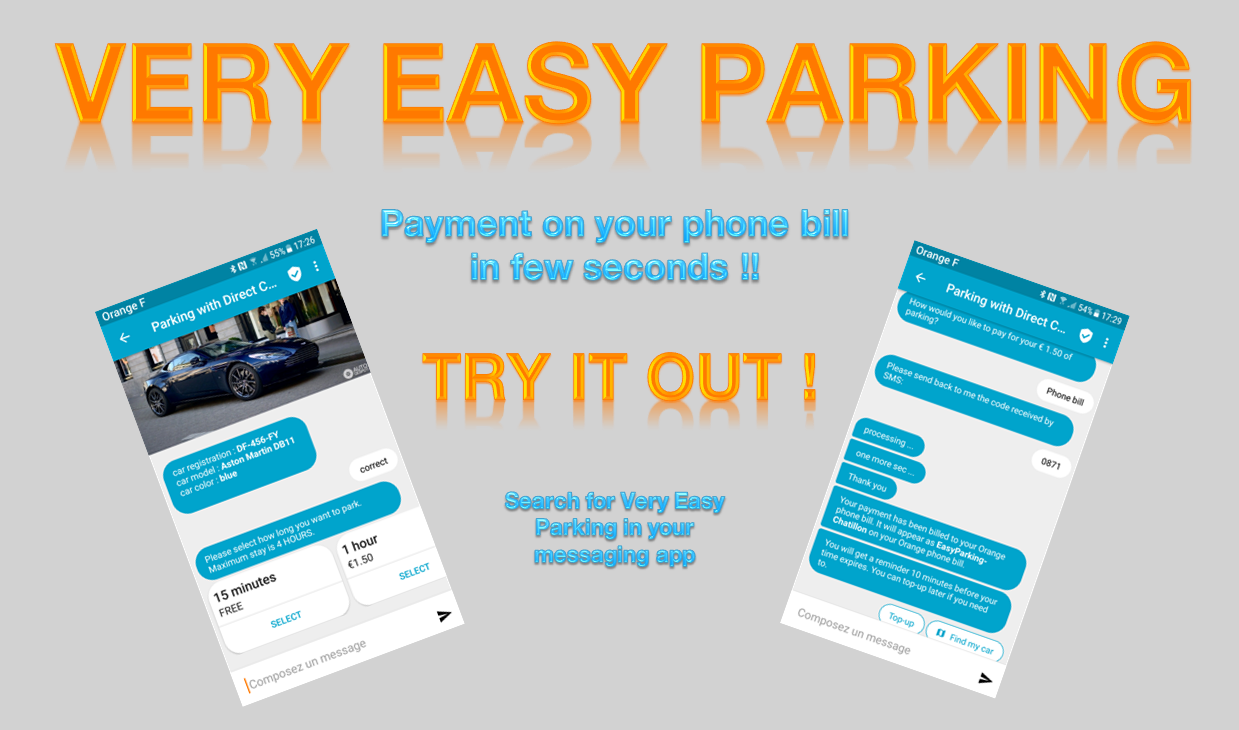 VERY EASY PARKING
Payment on your phone bill
in few seconds !!
TRY IT OUT !
Search for Very Easy
Parking in your
messaging app
Orange F
55% 17:26
Parking with Direct C...
car registration : DF-456-FY
car model : Aston Martin DB11
car color : blue
correct
Please select how long you want to park.
Maximum stay is 4 HOURS.
15 minutes
FREE
SELECT
1 hour
€1.50
SELECT
Composez un message
Orange F
54% 17:29
Parking with Direct C...
How would you like to pay for your € 1.50 of
parking?
Phone bill
Please send back to me the code received by
SMS:
0871
processing ...
one more sec ...
Thank you
Your payment has been billed to your Orange
phone bill. It will appear as EasyParking-
Chatillon on your Orange phone bill.
You will get a reminder 10 minutes before your
time expires. You can top-up later if you need
to.
Top-up
Find my car
Composez un message